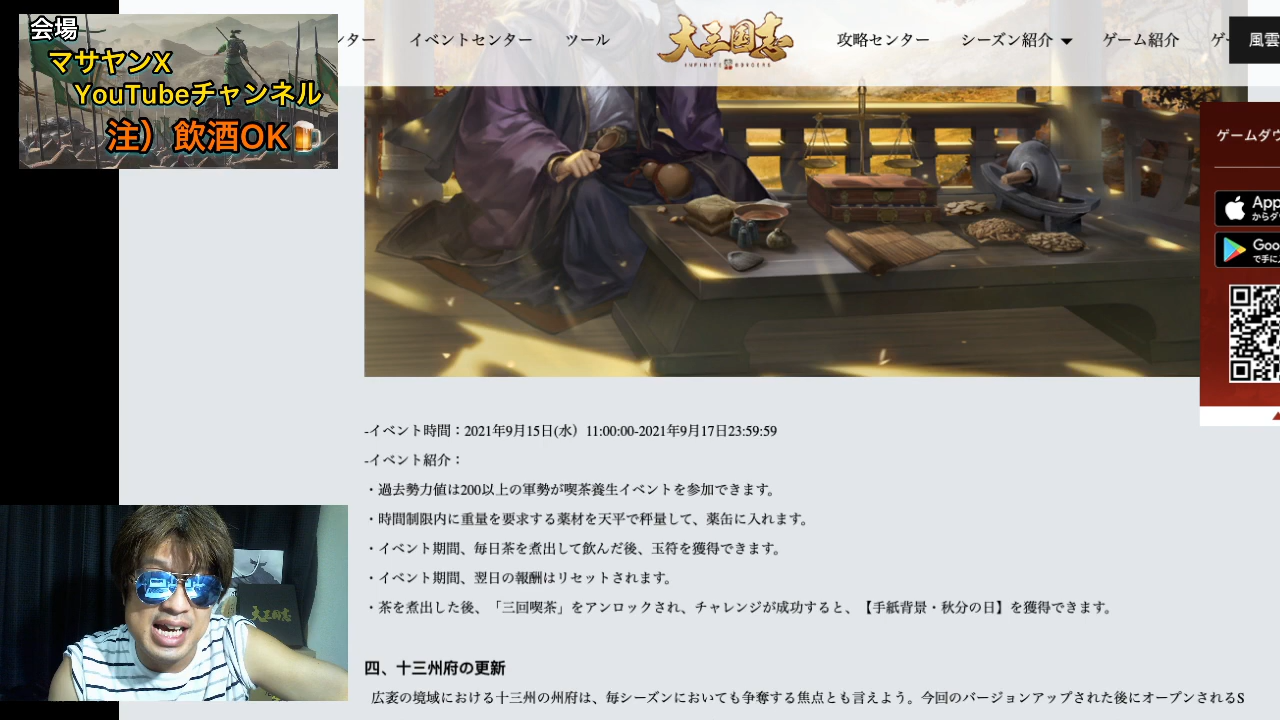 会場
マサヤンX
YouTubeチャンネル
注）飲酒OK
ンター
イベントセンター
ツール
大三国志
INFINITE BORDERS
攻略センター
シーズン紹介
ゲーム紹介
ゲー
風雲
ゲームダウ
App
からダ
Goo
で手に入
-イベント時間：2021年9月15日(水）11:00:00-2021年9月17日23:59:59
-イベント紹介：
・過去勢力値は200以上の軍勢が喫茶養生イベントを参加できます。
・時間制限内に重量を要求する薬材を天平で秤量して、薬缶に入れます。
・イベント期間、毎日茶を煮出して飲んだ後、玉符を獲得できます。
・イベント期間、翌日の報酬はリセットされます。
・茶を煮出した後、「三回喫茶」をアンロックされ、チャレンジが成功すると、【手紙背景・秋分の日】を獲得できます。
大三国志
四、十三州府の更新
広袤の境域における十三州の州府は、毎シーズンにおいても争奪する焦点とも言えよう。今回のバージョンアップされた後にオープンされるS